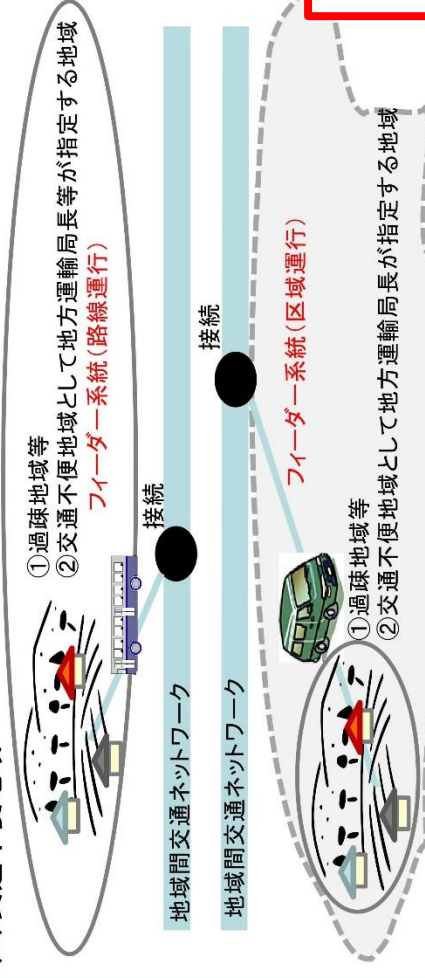 ①過疎地域等
②交通不便地域として地方運輸局長等が指定する地域
フィーダー系統(路線運行)
接続
地域間交通ネットワーク
地域間交通ネットワーク
接続
フィーダー系統(区域運行)
①過疎地域等
②交通不便地域として地方運輸局長が指定する地域